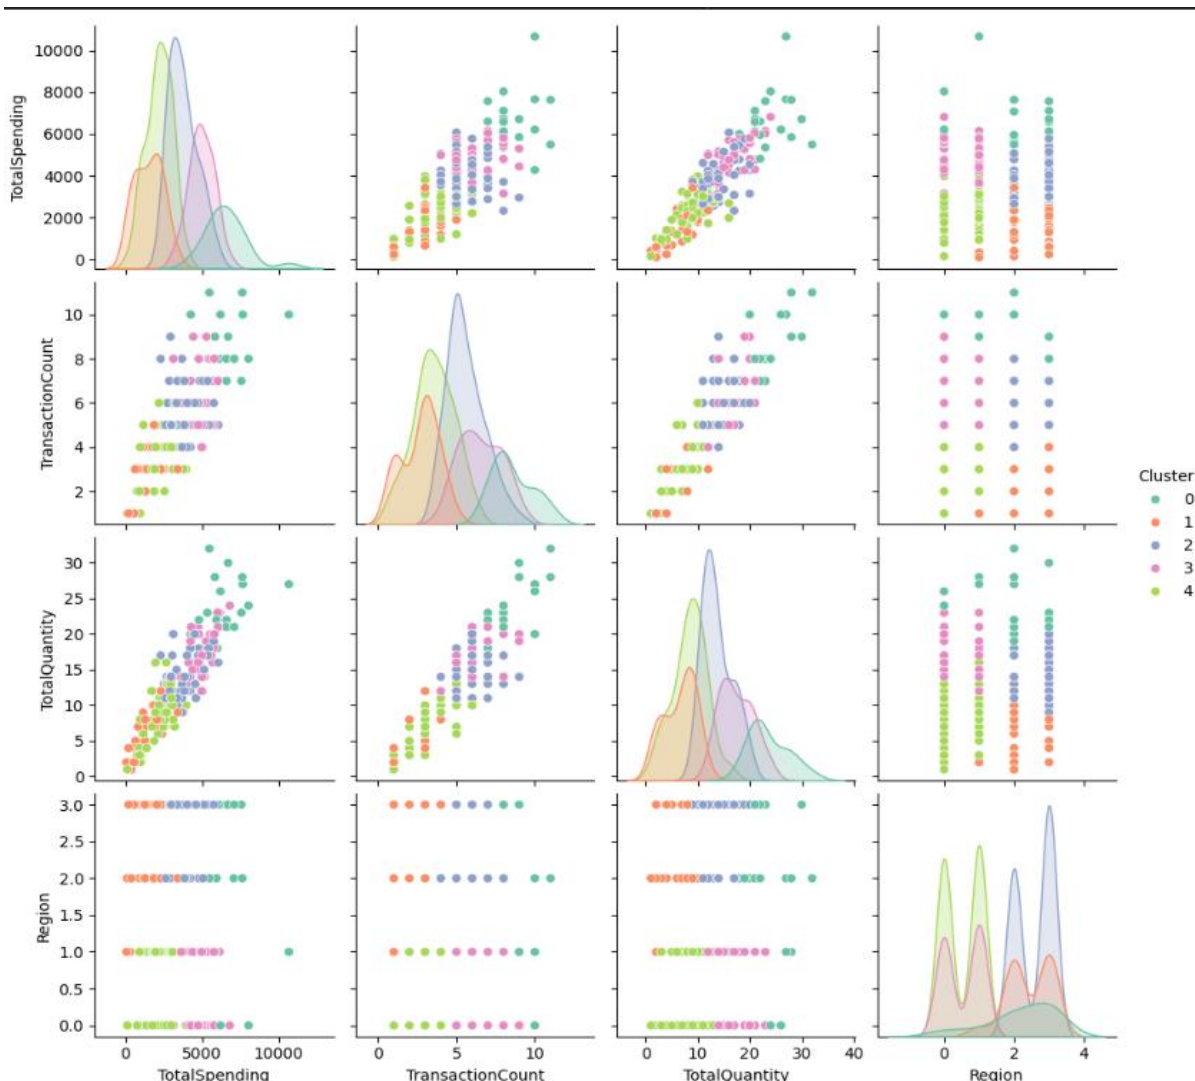 TotalSpending
10000
8000
6000
4000
2000
0
TransactionCount
10
8
6
4
2
TotalQuantity
30
25
20
15
10
5
0
Region
3.0
2.5
2.0
1.5
1.0
0.5
0.0
0 5000 10000
TotalSpending
0 5 10
TransactionCount
0 10 20 30 40
TotalQuantity
0 2 4
Region
Cluster
0
1
2
3
4